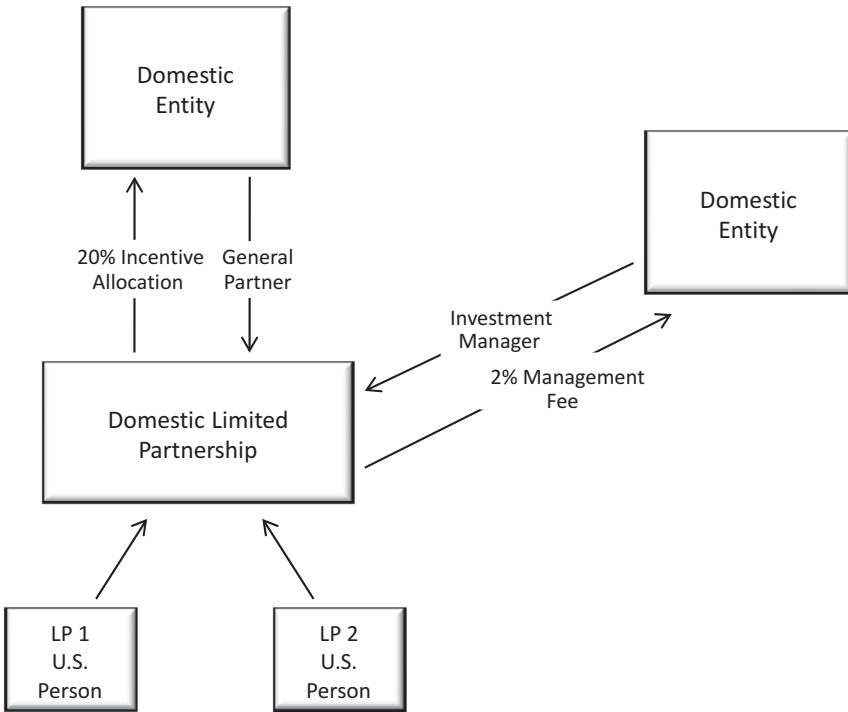 Domestic
Entity
Domestic
Entity
20% Incentive
Allocation
General
Partner
Investment
Manager
2% Management
Fee
Domestic Limited
Partnership
LP 1
U.S.
Person
LP 2
U.S.
Person